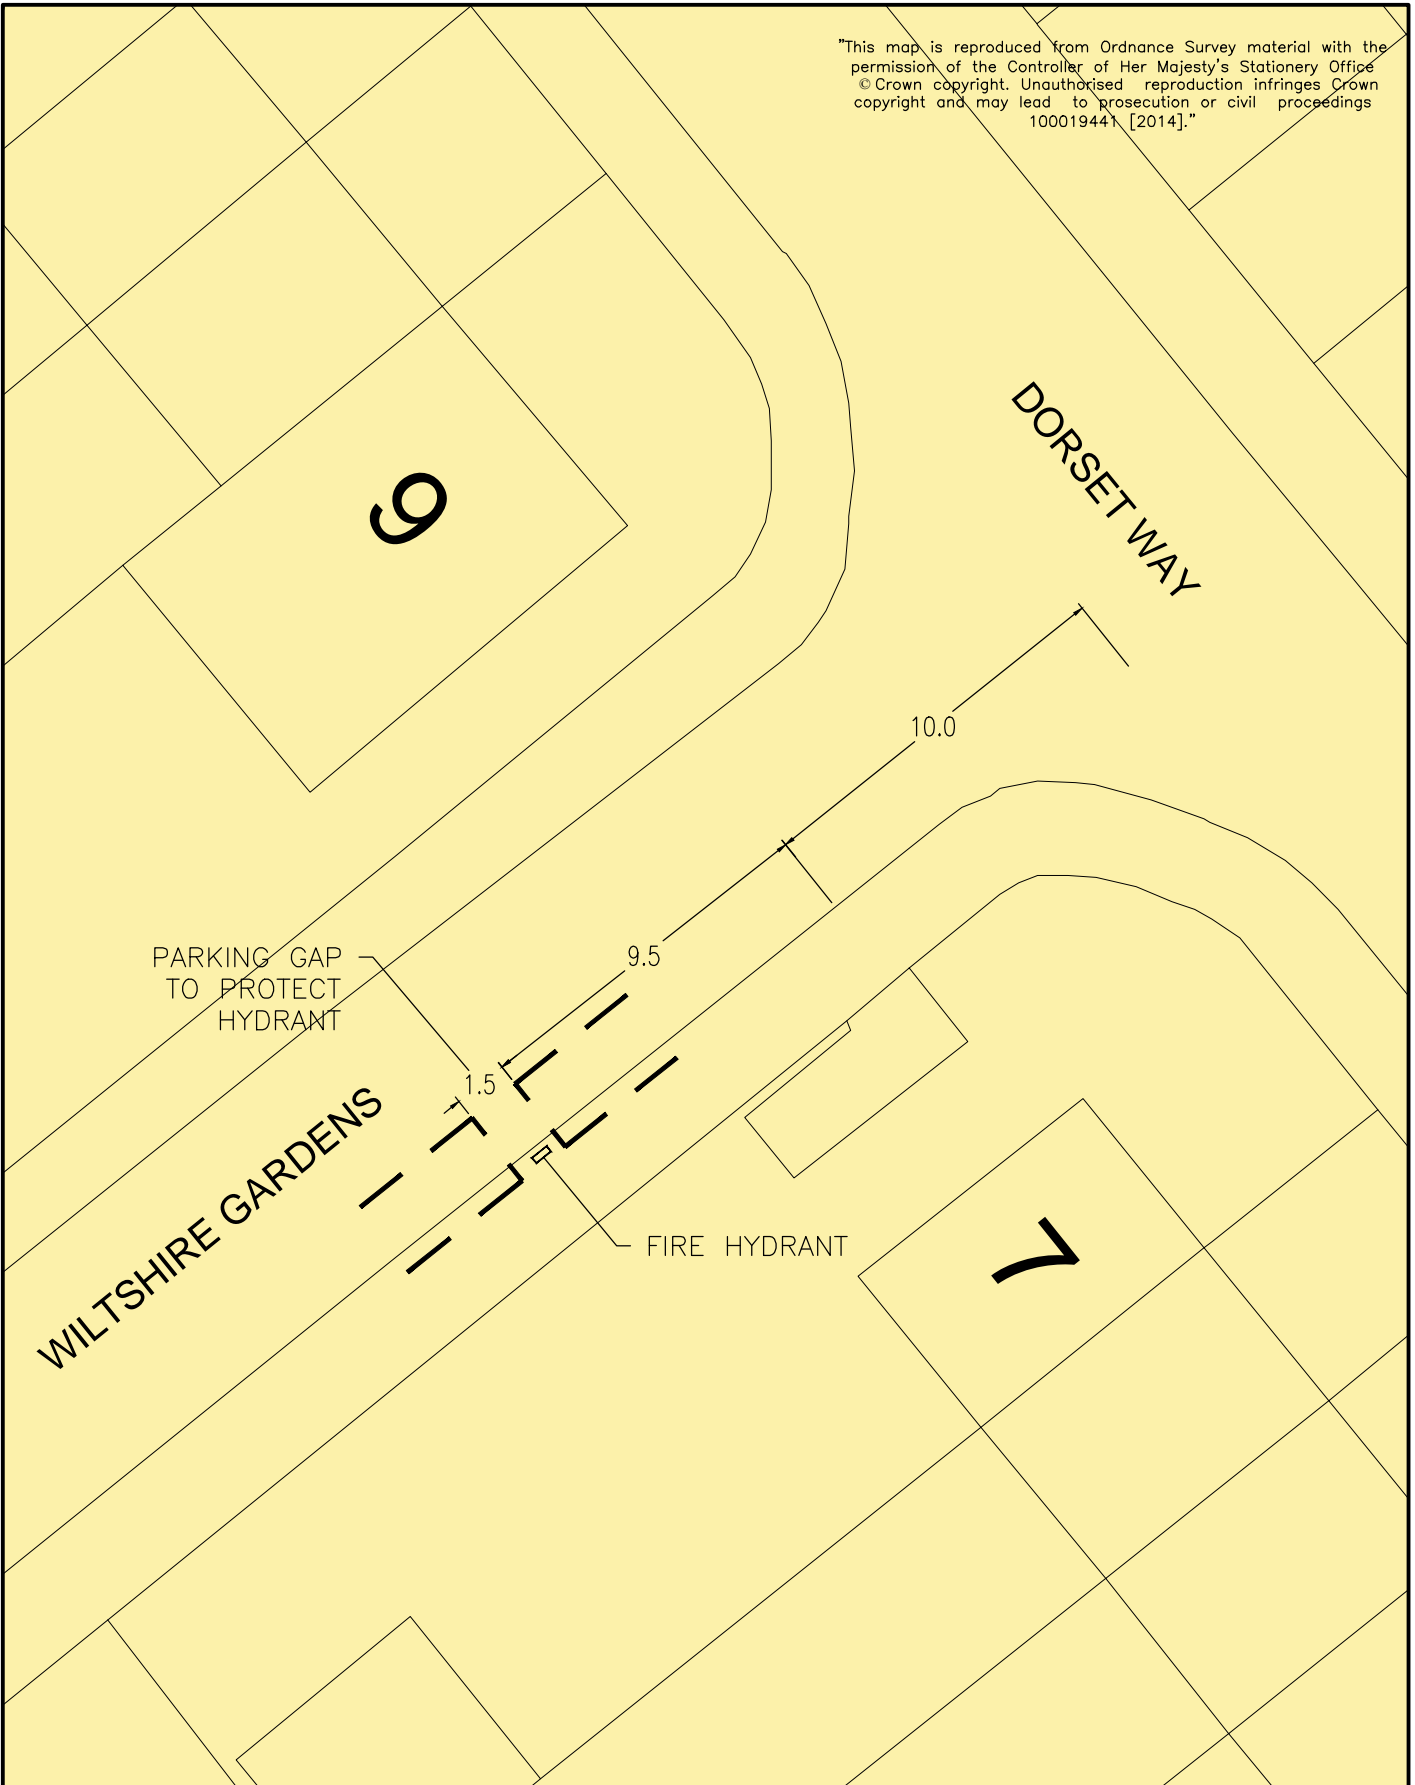 "This map is reproduced from Ordnance Survey material with the
permission of the Controller of Her Majesty's Stationery Office
© Crown copyright. Unauthorised reproduction infringes Crown
copyright and may lead to prosecution or civil proceedings
100019441 [2014]."
DORSET WAY
9
10.0
9.5
PARKING GAP
TO PROTECT
HYDRANT
1.5
WILTSHIRE GARDENS
FIRE HYDRANT
7